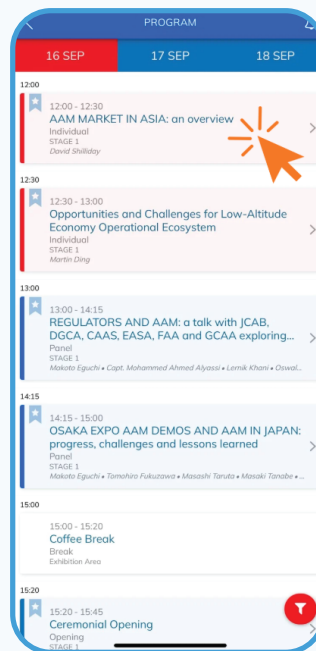 PROGRAM
16 SEP
17 SEP
18 SEP
12:00
12:00 - 12:30
AAM MARKET IN ASIA: an overview
Individual
STAGE 1
David Shilliday
12:30
12:30 - 13:00
Opportunities and Challenges for Low-Altitude
Economy Operational Ecosystem
Individual
STAGE 1
Martin Ding
13:00
13:00 - 14:15
REGULATORS AND AAM: a talk with JCAB,
DGCA, CAAS, EASA, FAA and GCAA exploring...
Panel
STAGE 1
Makoto Eguchi • Capt. Mohammed Ahmed Alyassi • Lernik Khani • Oswal...
14:15
14:15 - 15:00
OSAKA EXPO AAM DEMOS AND AAM IN JAPAN:
progress, challenges and lessons learned
Panel
STAGE 1
Makoto Eguchi • Tomohiro Fukuzawa • Masashi Taruta • Masaki Tanabe • ...
15:00
15:00 - 15:20
Coffee Break
Break
Exhibition Area
15:20
15:20 - 15:45
Ceremonial Opening
Opening
STAGE 1